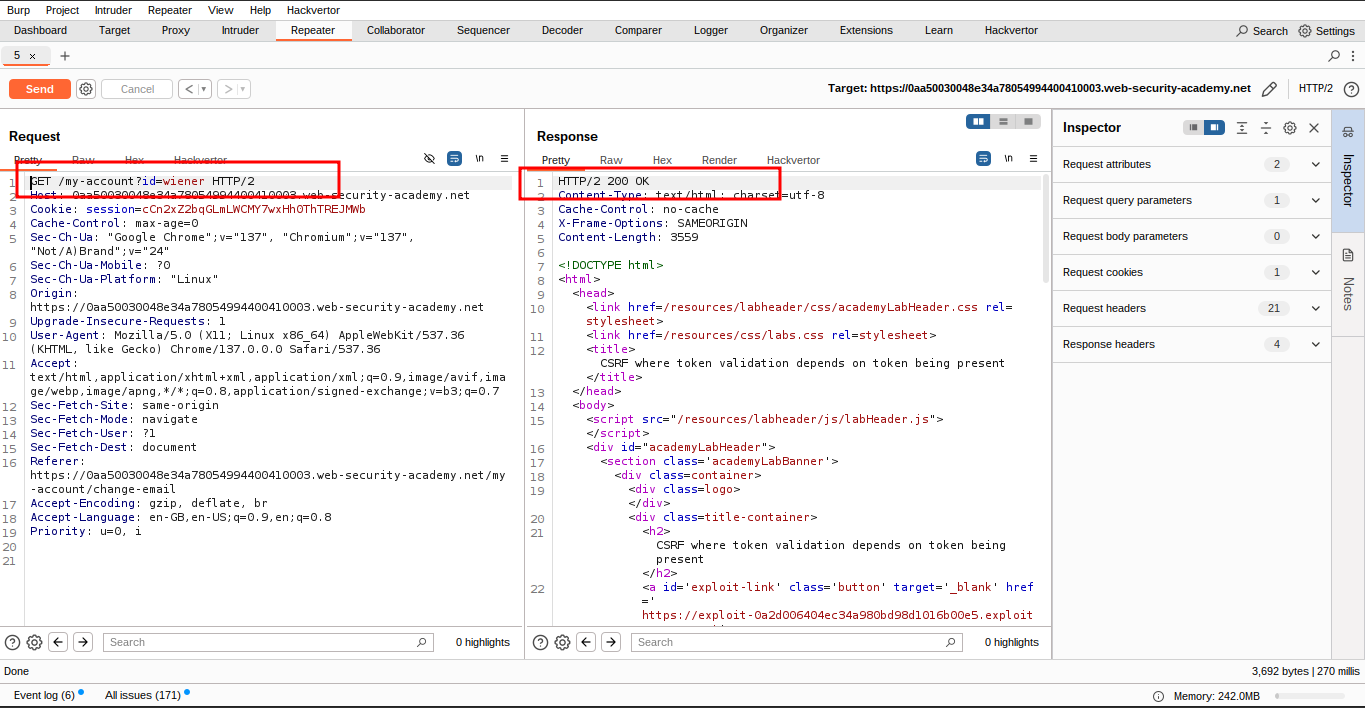 Burp Project Intruder Repeater View Help Hackvertor
Dashboard Target Proxy Intruder Repeater Collaborator Sequencer Decoder Comparer Logger Organizer Extensions Learn Hackvertor Search Settings
5 × +
Send Cancel < > Target: https://0aa50030048e34a78054994400410003.web-security-academy.net HTTP/2
Request
Pretty Raw Hex Hackvertor \n
1 GET /my-account?id=wiener HTTP/2
2 Host: 0aa50030048e34a78054994400410003.web-security-academy.net
3 Cookie: session=cCn2xZ2bqGLmLWCMY7wxHh0ThTREJMWb
4 Cache-Control: max-age=0
5 Sec-Ch-Ua: "Google Chrome";v="137", "Chromium";v="137",
"Not/A)Brand";v="24"
6 Sec-Ch-Ua-Mobile: ?0
7 Sec-Ch-Ua-Platform: "Linux"
8 Origin:
https://0aa50030048e34a78054994400410003.web-security-academy.net
9 Upgrade-Insecure-Requests: 1
10 User-Agent: Mozilla/5.0 (X11; Linux x86_64) AppleWebKit/537.36
(KHTML, like Gecko) Chrome/137.0.0.0 Safari/537.36
11 Accept:
text/html,application/xhtml+xml,application/xml;q=0.9,image/avif,ima
ge/webp,image/apng,*/*;q=0.8,application/signed-exchange;v=b3;q=0.7
12 Sec-Fetch-Site: same-origin
13 Sec-Fetch-Mode: navigate
14 Sec-Fetch-User: ?1
15 Sec-Fetch-Dest: document
16 Referer:
https://0aa50030048e34a78054994400410003.web-security-academy.net/my
-account/change-email
17 Accept-Encoding: gzip, deflate, br
18 Accept-Language: en-GB,en-US;q=0.9,en;q=0.8
19 Priority: u=0, i
20
21
Search 0 highlights
Response
Pretty Raw Hex Render Hackvertor \n
1 HTTP/2 200 OK
2 Content-Type: text/html; charset=utf-8
3 Cache-Control: no-cache
4 X-Frame-Options: SAMEORIGIN
5 Content-Length: 3559
6
7 <!DOCTYPE html>
8 <html>
9 <head>
10 <link href=/resources/labheader/css/academyLabHeader.css rel=
stylesheet>
11 <link href=/resources/css/labs.css rel=stylesheet>
12 <title>
CSRF where token validation depends on token being present
</title>
13 </head>
14 <body>
15 <script src="/resources/labheader/js/labHeader.js">
</script>
16 <div id="academyLabHeader">
17 <section class='academyLabBanner'>
18 <div class=container>
19 <div class=logo>
</div>
20 <div class=title-container>
21 <h2>
CSRF where token validation depends on token being
present
</h2>
22 <a id='exploit-link' class='button' target='_blank' href
='
https://exploit-0a2d006404ec34a980bd98d1016b00e5.exploit
Search 0 highlights
Inspector
Request attributes 2
Request query parameters 1
Request body parameters 0
Request cookies 1
Request headers 21
Response headers 4
Inspector
Notes
Done 3,692 bytes | 270 millis
Event log (6) All issues (171) Memory: 242.0MB